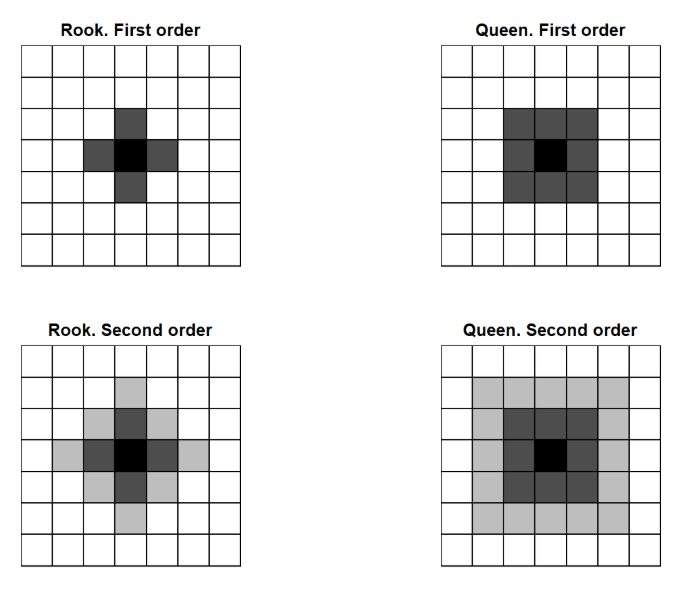 Rook. First order
Queen. First order
Rook. Second order
Queen. Second order